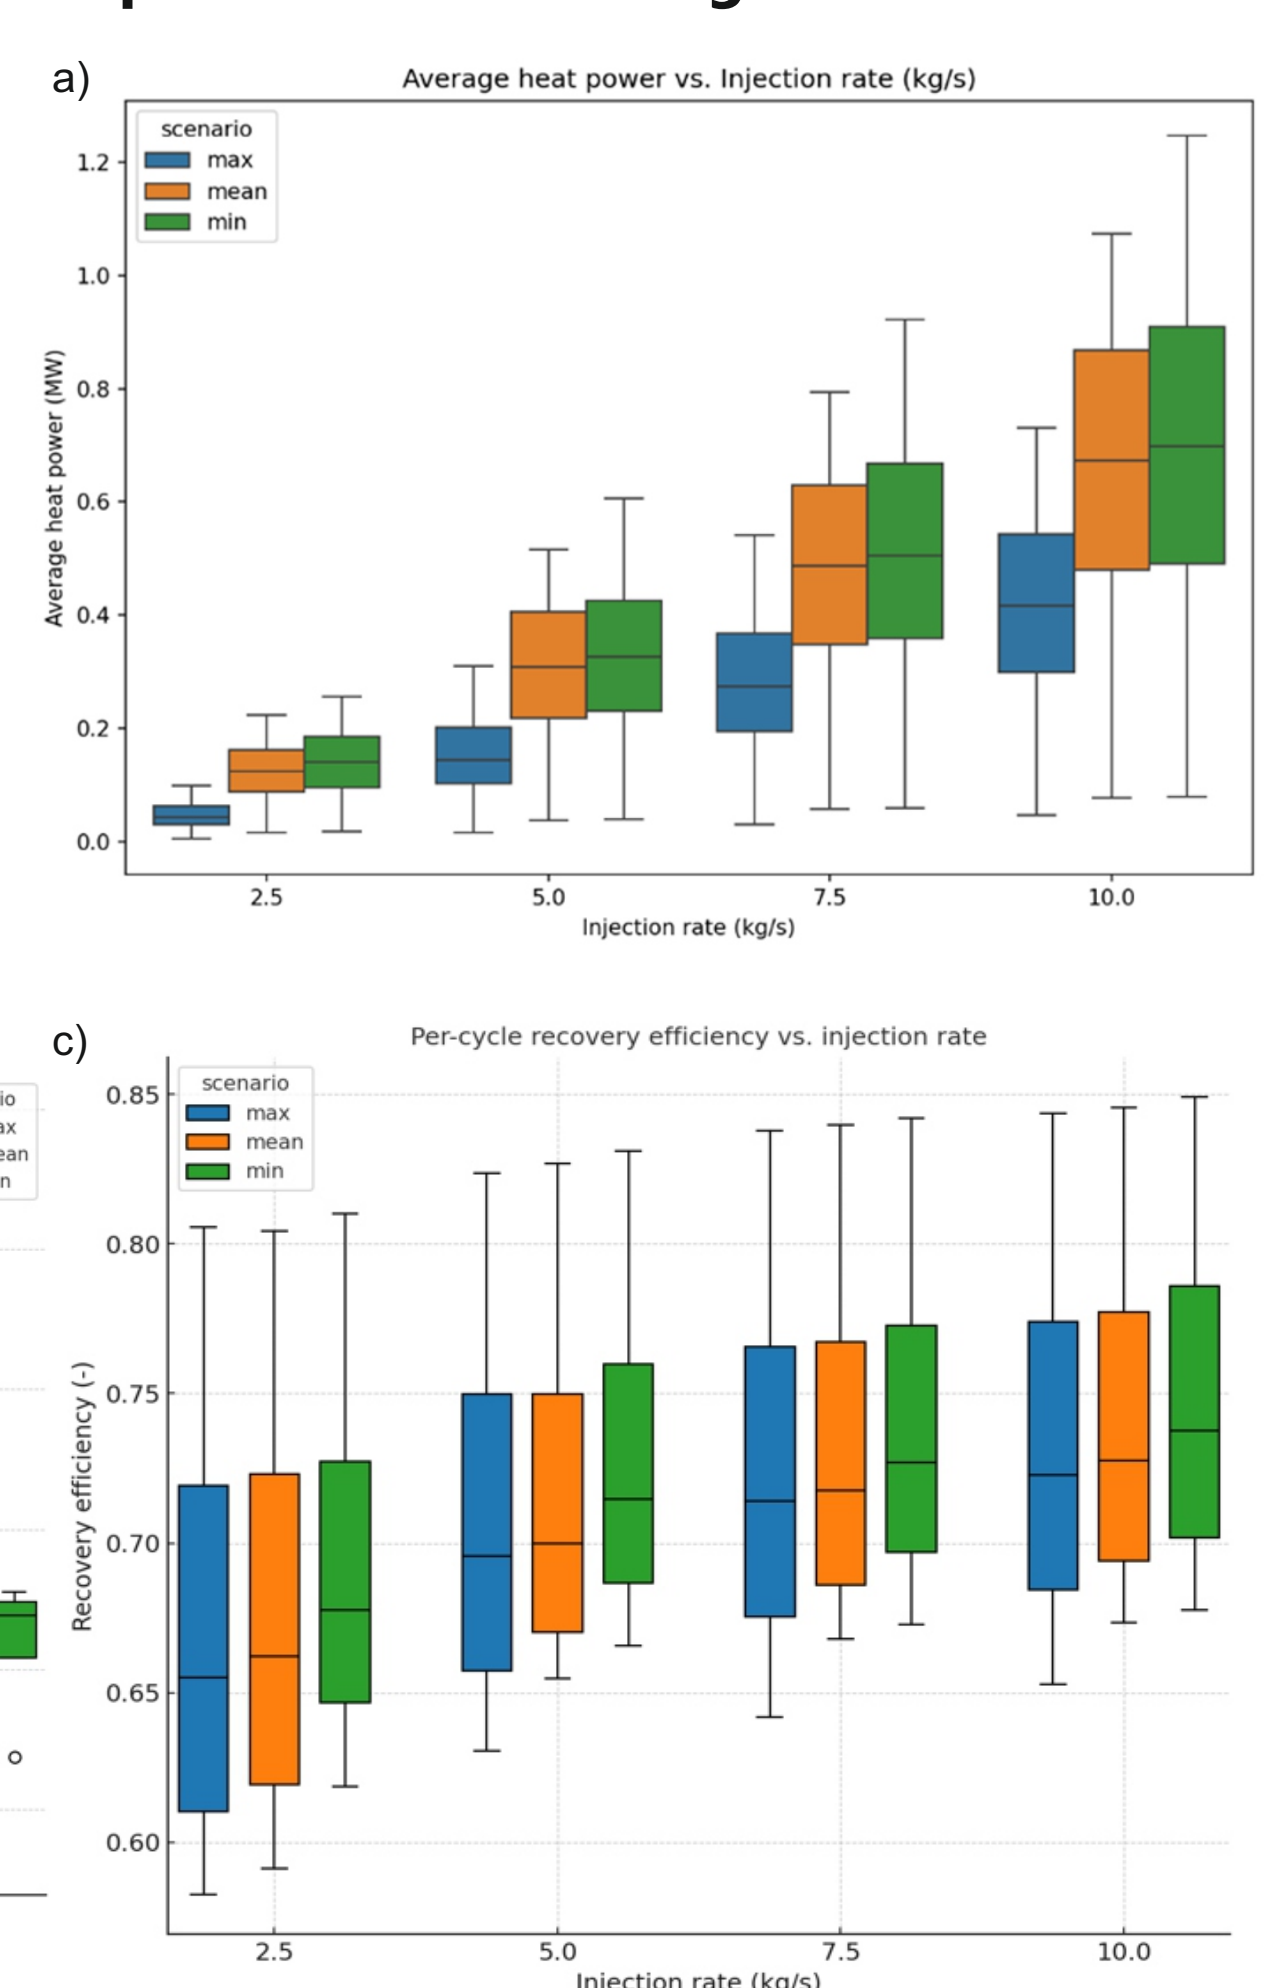 a)
Average heat power vs. Injection rate (kg/s)
scenario
max
mean
min
1.2
1.0
0.8
0.6
0.4
0.2
0.0
Average heat power (MW)
2.5 5.0 7.5 10.0
Injection rate (kg/s)
c)
Per-cycle recovery efficiency vs. injection rate
scenario
max
mean
min
0.85
0.80
0.75
0.70
0.65
0.60
Recovery efficiency (-)
2.5 5.0 7.5 10.0
Injection rate (kg/s)